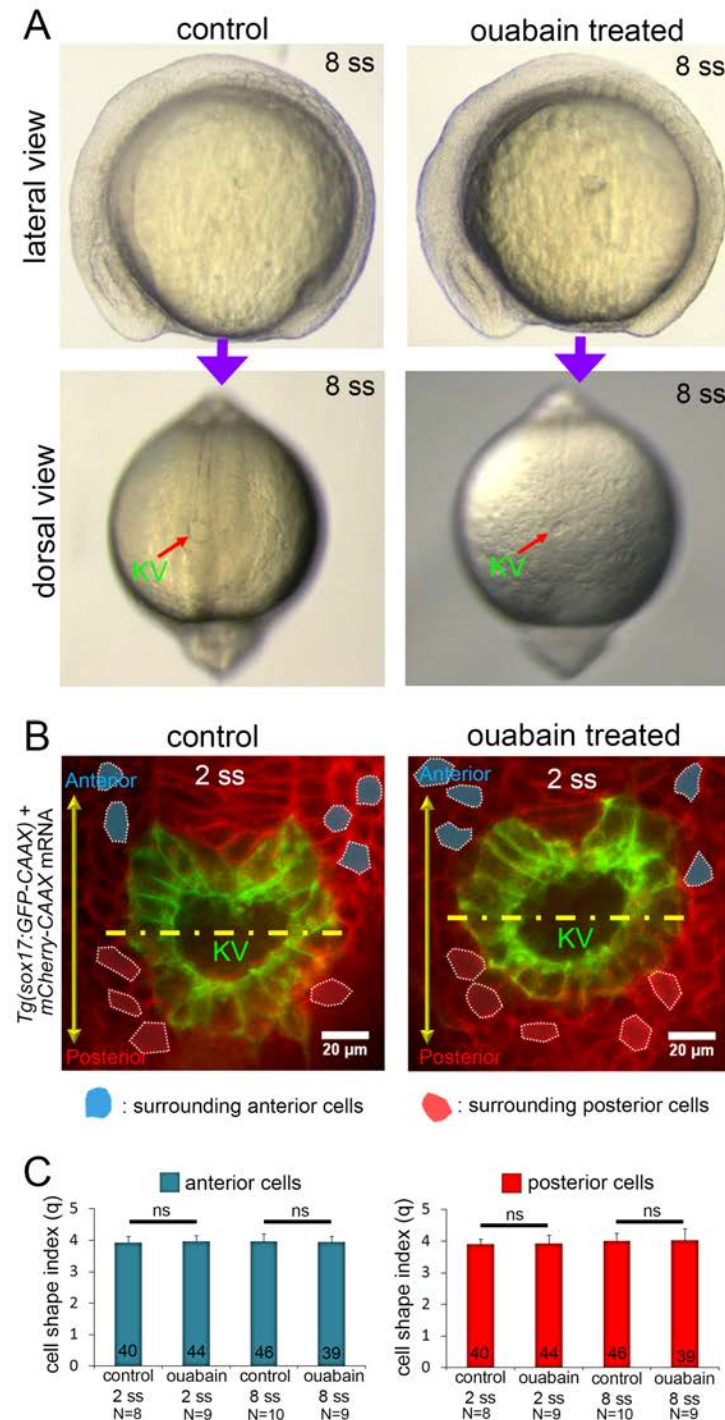 A
control
ouabain treated
lateral view
8 ss
8 ss
dorsal view
8 ss
8 ss
KV
KV
B
control
ouabain treated
Tg(sox17:GFP-CAAX) +
mCherry-CAAX mRNA
Anterior
2 ss
Anterior
2 ss
KV
KV
Posterior
20 µm
Posterior
20 µm
: surrounding anterior cells
: surrounding posterior cells
C
anterior cells
cell shape index (q)
5
4
3
2
1
0
ns
ns
40
44
46
39
control
ouabain
control
ouabain
2 ss
2 ss
8 ss
8 ss
N=8
N=9
N=10
N=9
posterior cells
cell shape index (q)
5
4
3
2
1
0
ns
ns
40
44
46
39
control
ouabain
control
ouabain
2 ss
2 ss
8 ss
8 ss
N=8
N=9
N=10
N=9